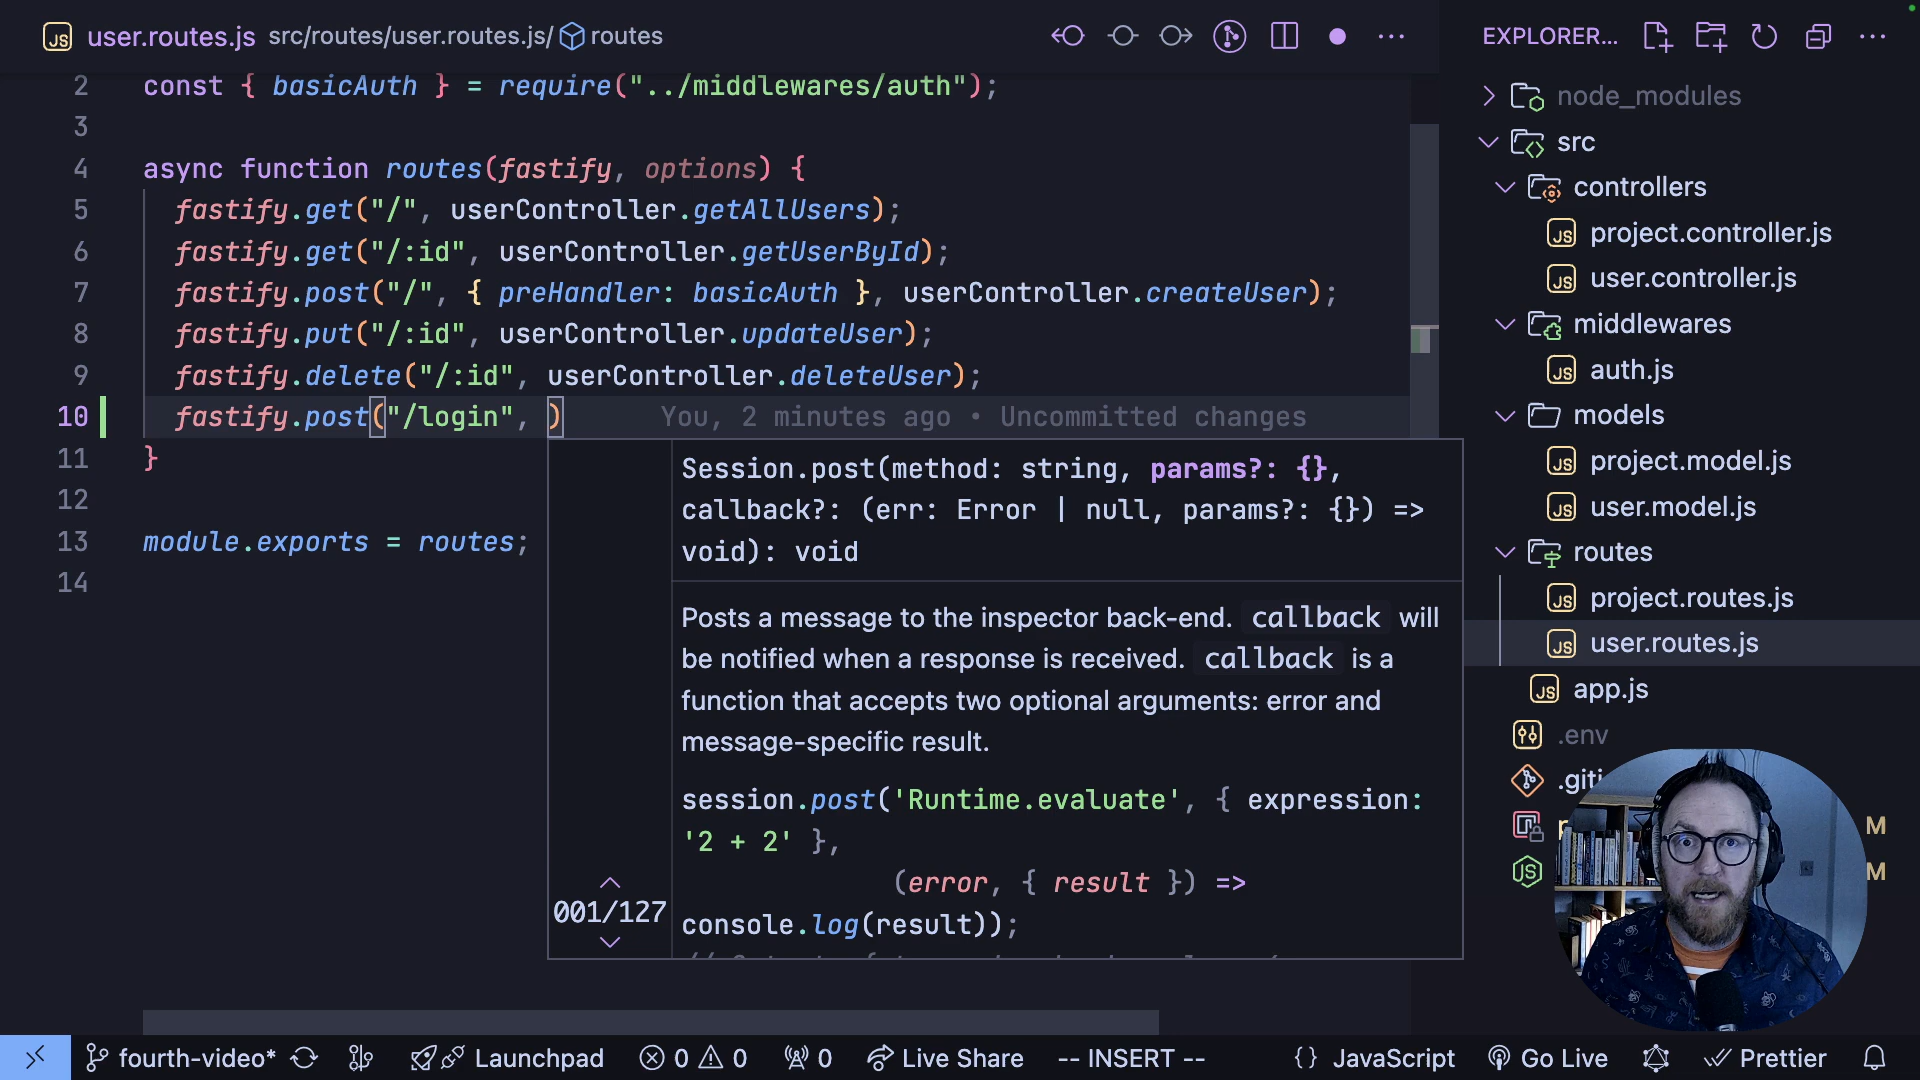 user.routes.js src/routes/user.routes.js/ routes
2 const { basicAuth } = require("../middlewares/auth");
3
4 async function routes(fastify, options) {
5 fastify.get("/", userController.getAllUsers);
6 fastify.get("/:id", userController.getUserById);
7 fastify.post("/", { preHandler: basicAuth }, userController.createUser);
8 fastify.put("/:id", userController.updateUser);
9 fastify.delete("/:id", userController.deleteUser);
10 fastify.post("/login", ) You, 2 minutes ago • Uncommitted changes
11 }
12
13 module.exports = routes;
14
Session.post(method: string, params?: {},
callback?: (err: Error | null, params?: {}) =>
void): void
Posts a message to the inspector back-end. callback will
be notified when a response is received. callback is a
function that accepts two optional arguments: error and
message-specific result.
session.post('Runtime.evaluate', { expression:
'2 + 2' },
(error, { result }) =>
console.log(result));
001/127
EXPLORER...
node_modules
src
controllers
JS project.controller.js
JS user.controller.js
middlewares
JS auth.js
models
JS project.model.js
JS user.model.js
routes
JS project.routes.js
JS user.routes.js
JS app.js
.env
M
M
fourth-video* Launchpad 0 0 0 Live Share -- INSERT -- {} JavaScript Go Live Prettier